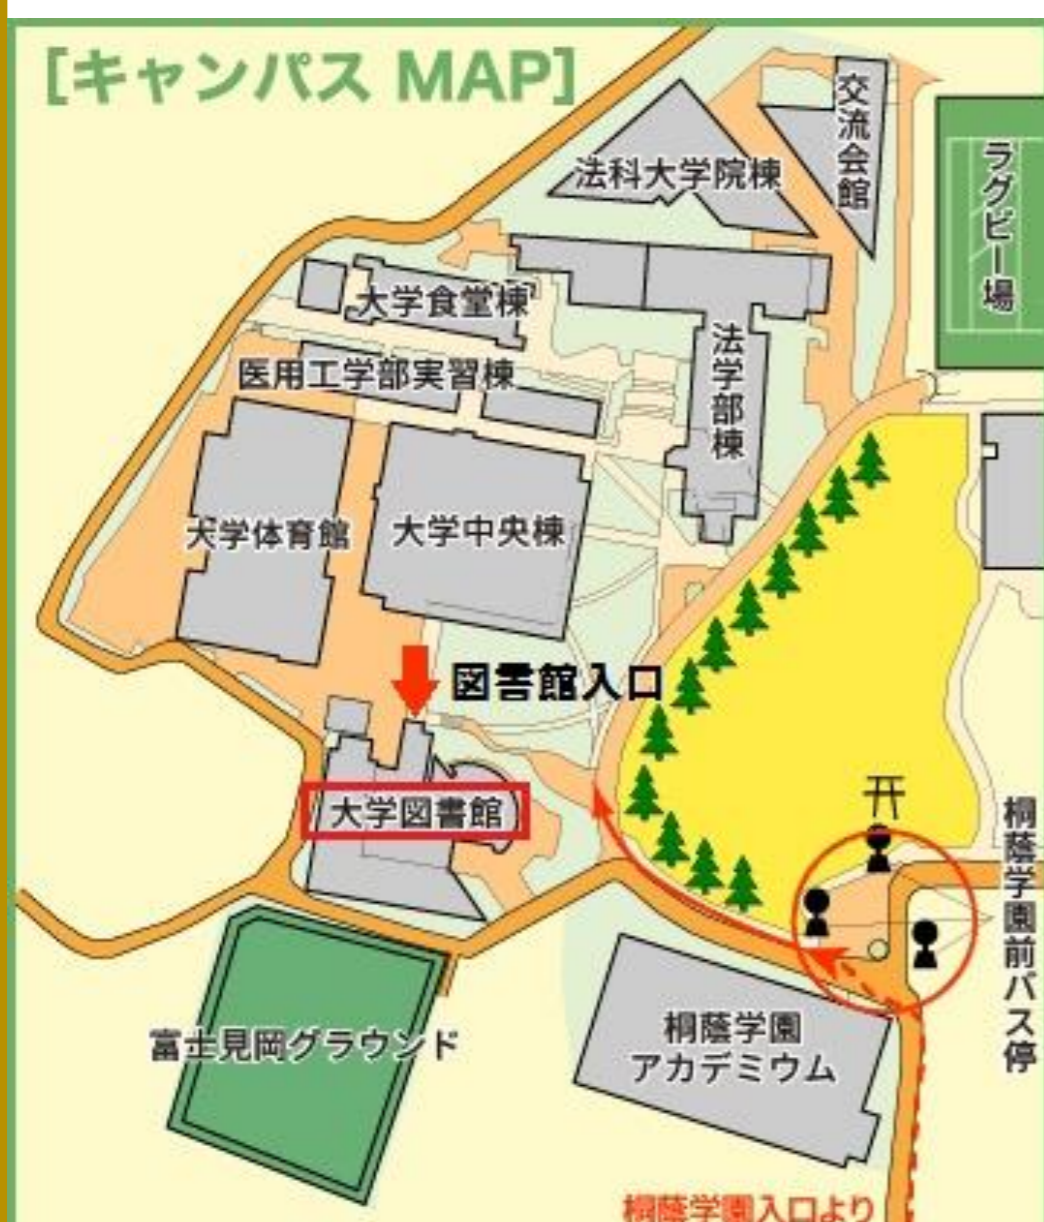 [キャンパス MAP]
交流会館
法科大学院棟
ラグビー場
大学食堂棟
法学部棟
医用工学部実習棟
大学体育館
大学中央棟
図書館入口
大学図書館
桐蔭学園前バス停
富士見岡グラウンド
桐蔭学園
アカデミウム
桐蔭学園入口より